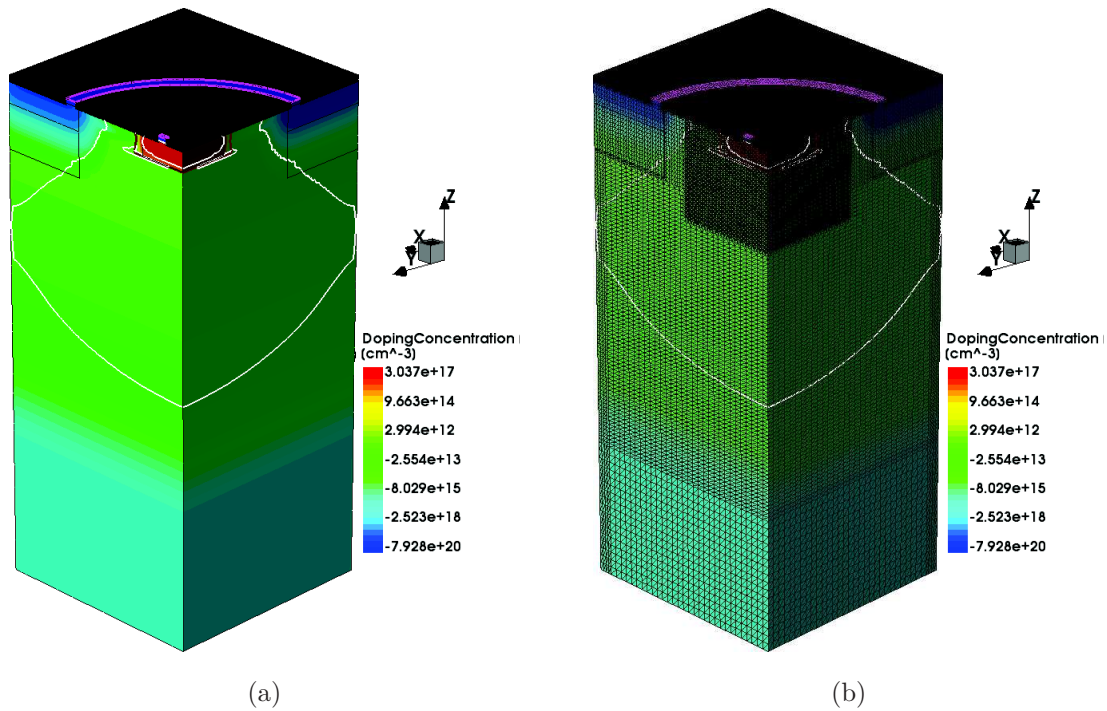 Z
X
Y
DopingConcentration
(cm^-3)
3.037e+17
9.663e+14
2.994e+12
-2.554e+13
-8.029e+15
-2.523e+18
-7.928e+20
(a)
Z
X
Y
DopingConcentration
(cm^-3)
3.037e+17
9.663e+14
2.994e+12
-2.554e+13
-8.029e+15
-2.523e+18
-7.928e+20
(b)